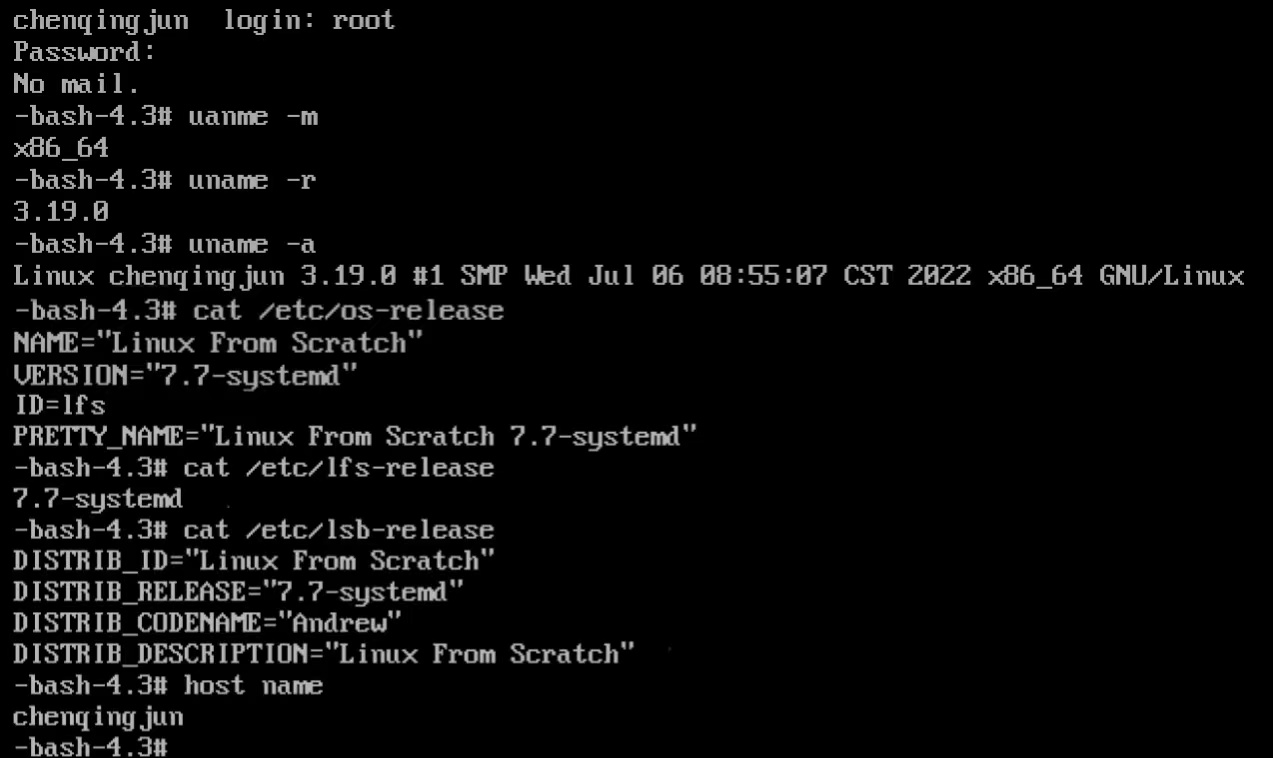 chenqingjun  login: root
Password:
No mail.
-bash-4.3# uanme -m
x86_64
-bash-4.3# uname -r
3.19.0
-bash-4.3# uname -a
Linux chenqingjun 3.19.0 #1 SMP Wed Jul 06 08:55:07 CST 2022 x86_64 GNU/Linux
-bash-4.3# cat /etc/os-release
NAME="Linux From Scratch"
VERSION="7.7-systemd"
ID=lfs
PRETTY_NAME="Linux From Scratch 7.7-systemd"
-bash-4.3# cat /etc/lfs-release
7.7-systemd
-bash-4.3# cat /etc/lsb-release
DISTRIB_ID="Linux From Scratch"
DISTRIB_RELEASE="7.7-systemd"
DISTRIB_CODENAME="Andrew"
DISTRIB_DESCRIPTION="Linux From Scratch"
-bash-4.3# host name
chenqingjun
-bash-4.3#